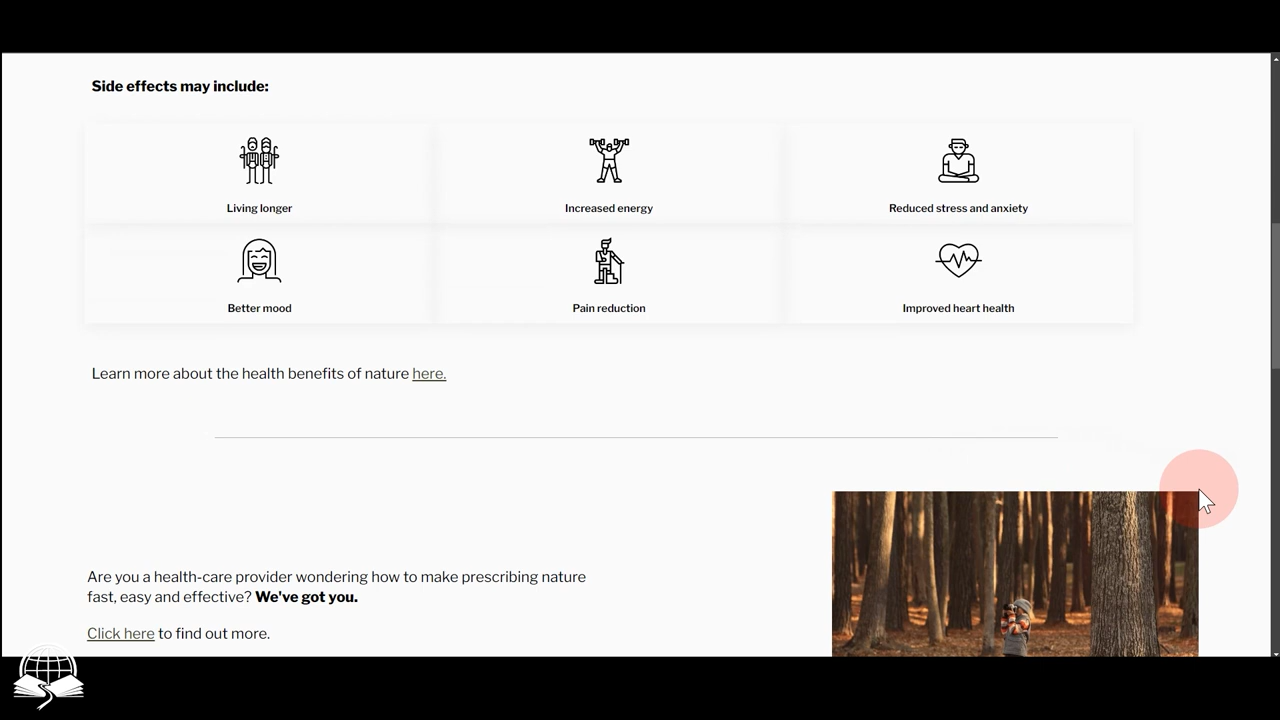 Side effects may include:
Living longer
Increased energy
Reduced stress and anxiety
Better mood
Pain reduction
Improved heart health
Learn more about the health benefits of nature here.
Are you a health-care provider wondering how to make prescribing nature
fast, easy and effective? We've got you.
Click here to find out more.